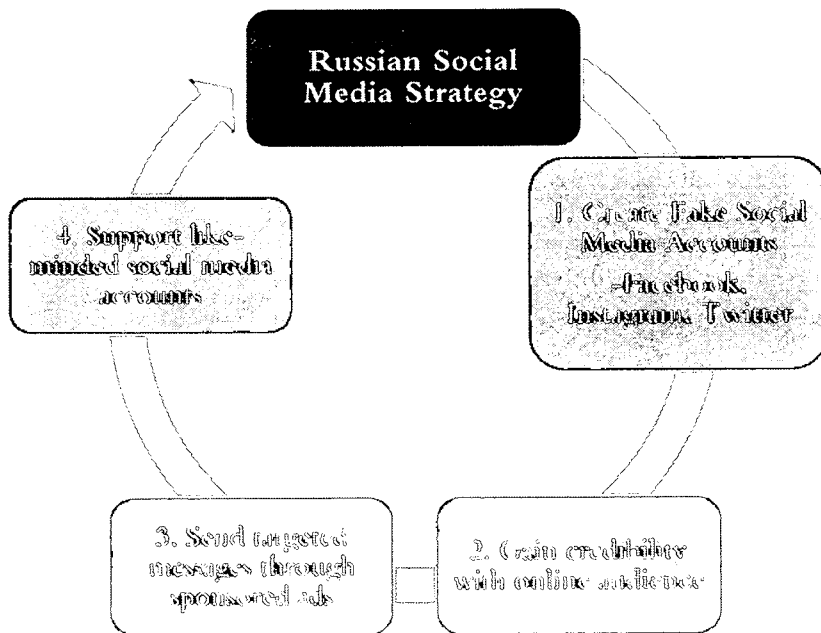 Russian Social
Media Strategy
1. Create Fake Social
Media Accounts
-Facebook,
Instagram, Twitter
2. Gain credibility
with online audience
3. Send targeted
messages through
sponsored ads
4. Support like-
minded social media
accounts